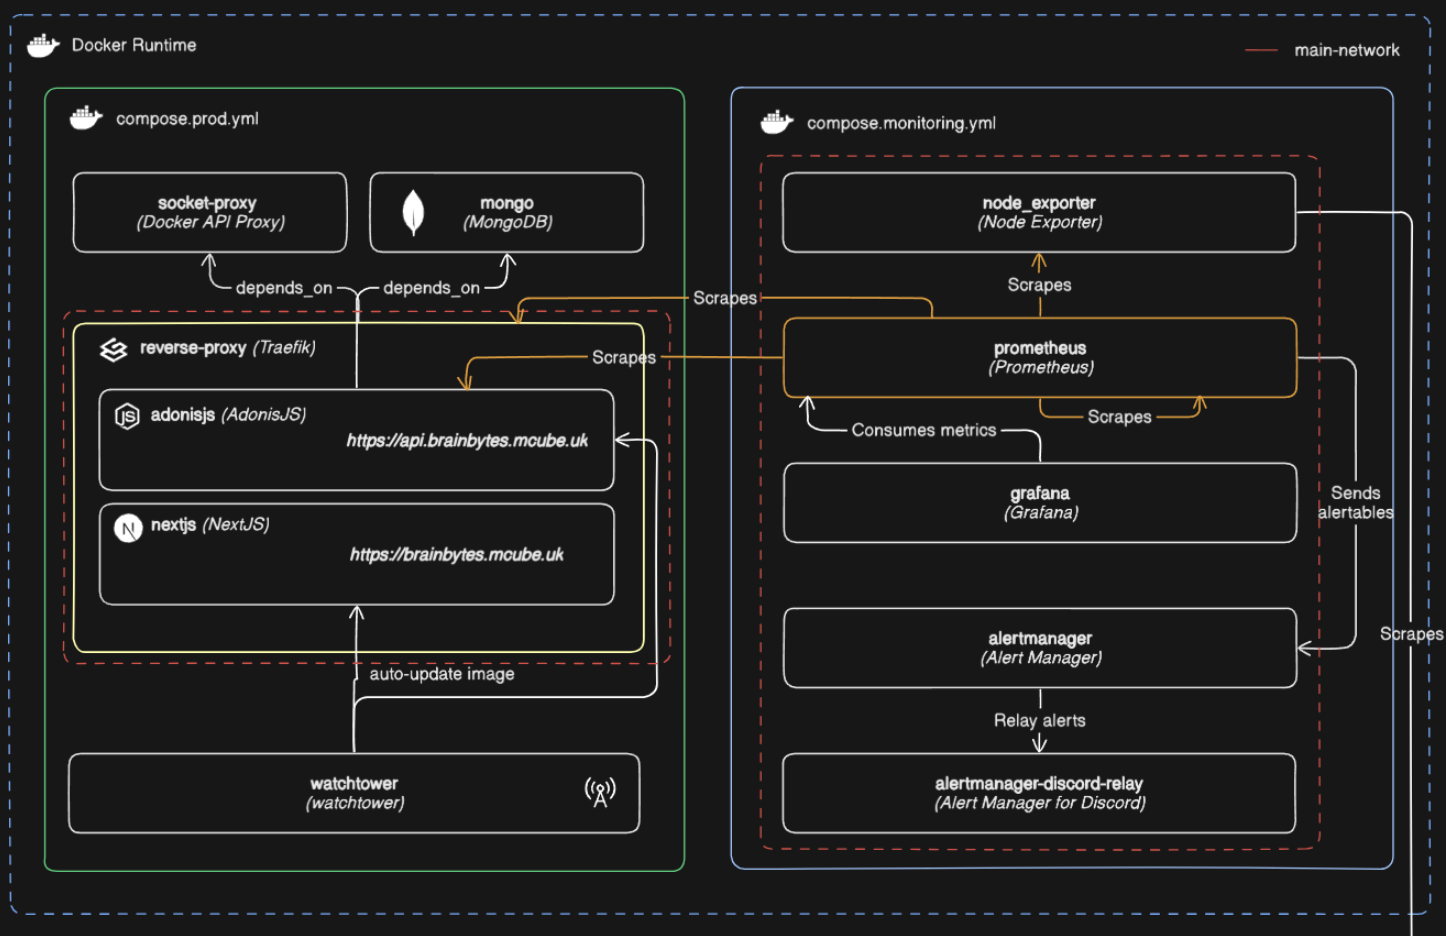 Docker Runtime
main-network
compose.prod.yml
socket-proxy
(Docker API Proxy)
mongo
(MongoDB)
depends_on
depends_on
reverse-proxy (Traefik)
JS
adonisjs (AdonisJS)
https://api.brainbytes.mcube.uk
N
nextjs (NextJS)
https://brainbytes.mcube.uk
auto-update image
watchtower
(watchtower)
Scrapes
Scrapes
compose.monitoring.yml
node_exporter
(Node Exporter)
Scrapes
prometheus
(Prometheus)
Scrapes
Consumes metrics
grafana
(Grafana)
Sends
alertables
alertmanager
(Alert Manager)
Scrapes
Relay alerts
alertmanager-discord-relay
(Alert Manager for Discord)